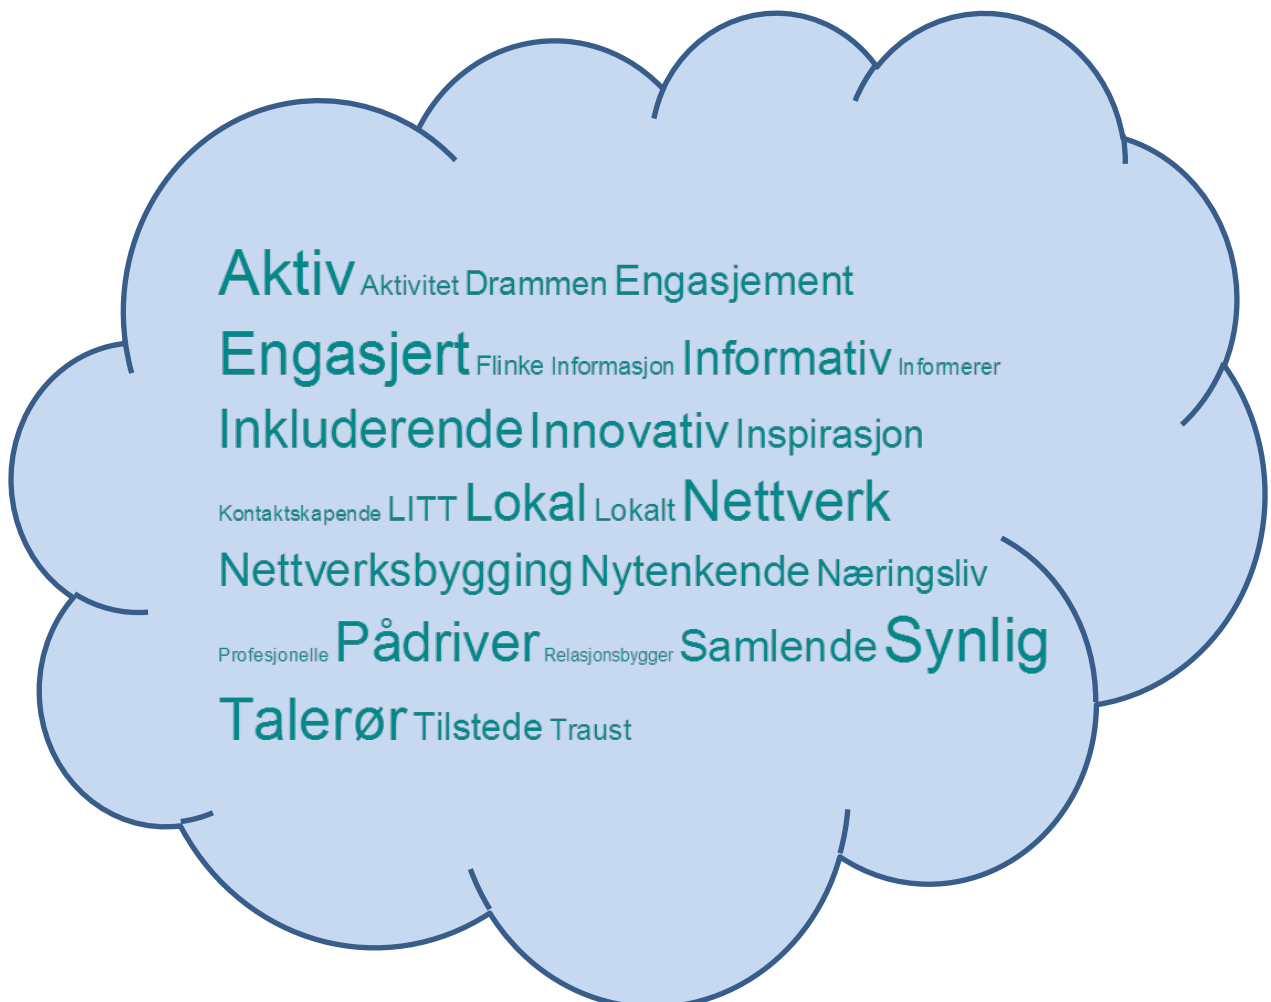 Aktiv Aktivitet Drammen Engasjement
Engasjert Flinke Informasjon Informativ Informerer
Inkluderende Innovativ Inspirasjon
Kontaktskapende LITT Lokal Lokalt Nettverk
Nettverksbygging Nytenkende Næringsliv
Profesjonelle Pådriver Relasjonsbygger Samlende Synlig
Talerør Tilstede Traust